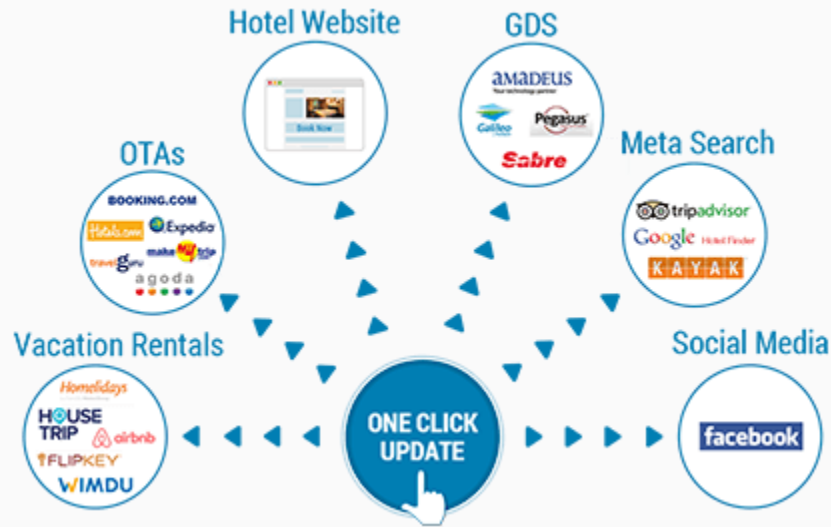 Hotel Website
Book Now
GDS
amaDEUS
Your technology partner
Galileo
Pegasus
Sabre
OTAs
BOOKING.COM
Hotels.com
Expedia
travelguru
make my trip
agoda
Meta Search
tripadvisor
Google Hotel Finder
KAYAK
Vacation Rentals
Homelidays
HOUSE
TRIP
airbnb
FLIPKEY
WIMDU
Social Media
facebook
ONE CLICK
UPDATE